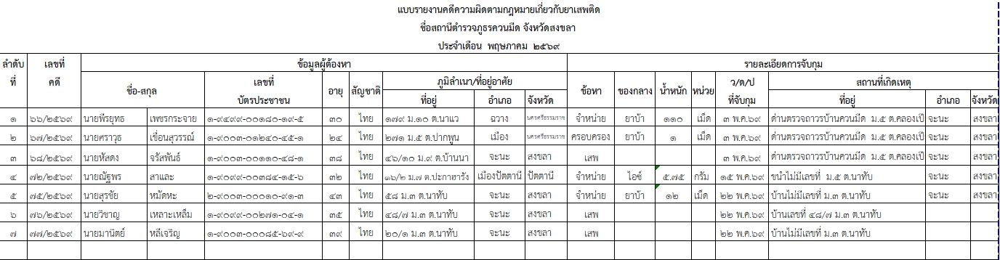 แบบรายงานคดีความผิดตามกฎหมายเกี่ยวกับยาเสพติด
ชื่อสถานีตำรวจภูธรควนมีด จังหวัดสงขลา
ประจำเดือน พฤษภาคม ๒๕๖๙
ลำดับที่ เลขที่คดี ข้อมูลผู้ต้องหา รายละเอียดการจับกุม
ชื่อ-สกุล เลขที่บัตรประชาชน อายุ สัญชาติ ภูมิลำเนา/ที่อยู่อาศัย ข้อหา ของกลาง น้ำหนัก หน่วย ว/ด/ป ที่จับกุม สถานที่เกิดเหตุ
ที่อยู่ อำเภอ จังหวัด ที่อยู่ อำเภอ จังหวัด
๑ ๖๖/๒๕๖๙ นายพีรยุทธ เพชรกระจาย ๑-๙๔๙๙-๐๐๑๘๐-๑๙-๕ ๓๐ ไทย ๑๗๙ ม.๑๐ ต.นาแว ฉวาง นครศรีธรรมราช จำหน่าย ยาบ้า ๑๑๐ เม็ด ๓ พ.ค.๖๙ ด่านตรวจถาวรบ้านควนมีด ม.๕ ต.คลองเปี จะนะ สงขลา
๒ ๖๗/๒๕๖๙ นายศราวุธ เขื่อนสุวรรณ์ ๑-๙๐๐๓-๐๑๒๔๐-๔๕-๑ ๒๔ ไทย ๒๗๑ ม.๕ ต.ปากพูน เมือง นครศรีธรรมราช ครอบครอง ยาบ้า ๑ เม็ด ๓ พ.ค.๖๙ ด่านตรวจถาวรบ้านควนมีด ม.๕ ต.คลองเปี จะนะ สงขลา
๓ ๖๘/๒๕๖๙ นายหัสดง จรัสพันธ์ ๑-๙๐๐๓-๐๐๑๑๐-๔๘-๑ ๓๘ ไทย ๔๖/๑๐ ม.๙ ต.บ้านนา จะนะ สงขลา เสพ ๓ พ.ค.๖๙ ด่านตรวจถาวรบ้านควนมีด ม.๕ ต.คลองเปี จะนะ สงขลา
๔ ๗๒/๒๕๖๙ นายณัฐพร สาและ ๑-๙๐๙๙-๐๐๓๘๔-๑๕-๖ ๓๒ ไทย ๑๖/๒ ม.๗ ต.ปะกาฮารัง เมืองปัตตานี ปัตตานี จำหน่าย ไอซ์ ๕.๗๕ กรัม ๑๕ พ.ค.๖๙ ขนำไม่มีเลขที่ ม.๕ ต.นาทับ จะนะ สงขลา
๕ ๗๕/๒๕๖๙ นายสุรชัย หมัดหะ ๒-๙๐๐๓-๐๐๐๑๐-๙๑-๓ ๔๓ ไทย ๕๘ ม.๓ ต.นาทับ จะนะ สงขลา จำหน่าย ยาบ้า ๑๒ เม็ด ๒๒ พ.ค.๖๙ บ้านไม่มีเลขที่ ม.๓ ต.นาทับ จะนะ สงขลา
๖ ๗๖/๒๕๖๙ นายวิชาญ เหลาะเหล็ม ๑-๙๐๙๙-๐๐๒๗๑-๐๔-๑ ๓๕ ไทย ๔๘/๗ ม.๓ ต.นาทับ จะนะ สงขลา เสพ ๒๒ พ.ค.๖๙ บ้านเลขที่ ๔๘/๗ ม.๓ ต.นาทับ
๗ ๗๗/๒๕๖๙ นายมานิตย์ หลีเจริญ ๑-๙๐๐๓-๐๐๐๘๕-๖๙-๙ ๓๙ ไทย ๒๐/๑ ม.๓ ต.นาทับ จะนะ สงขลา เสพ ๒๒ พ.ค.๖๙ บ้านไม่มีเลขที่ ม.๓ ต.นาทับ